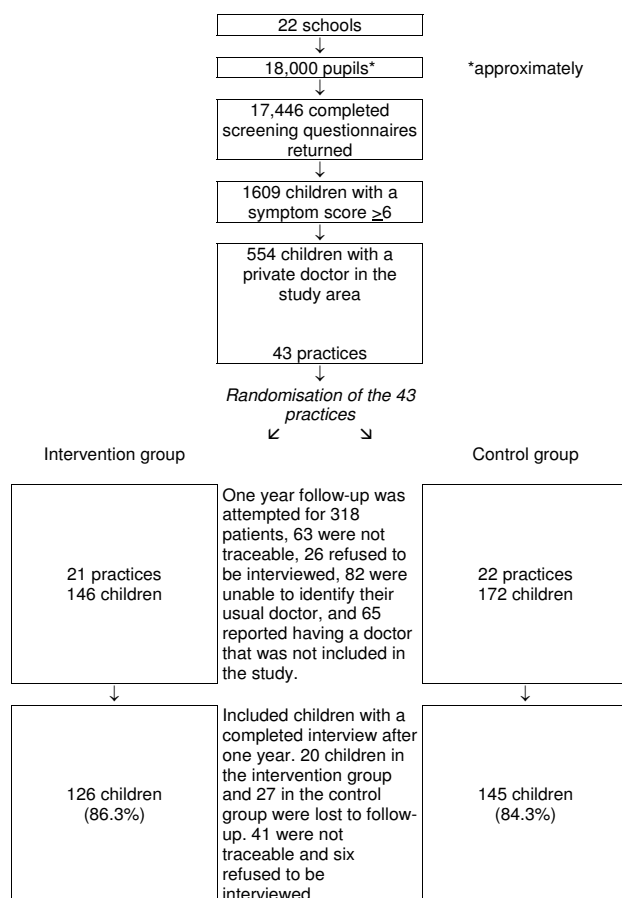 22 schools
↓
18,000 pupils*
*approximately
↓
17,446 completed
screening questionnaires
returned
↓
1609 children with a
symptom score ≥6
↓
554 children with a
private doctor in the
study area
43 practices
↓
Randomisation of the 43
practices
↙ ↘
Intervention group
Control group
21 practices
146 children
One year follow-up was
attempted for 318
patients, 63 were not
traceable, 26 refused to
be interviewed, 82 were
unable to identify their
usual doctor, and 65
reported having a doctor
that was not included in
the study.
22 practices
172 children
↓
↓
126 children
(86.3%)
Included children with a
completed interview after
one year. 20 children in
the intervention group
and 27 in the control
group were lost to follow-
up. 41 were not
traceable and six
refused to be
interviewed
145 children
(84.3%)